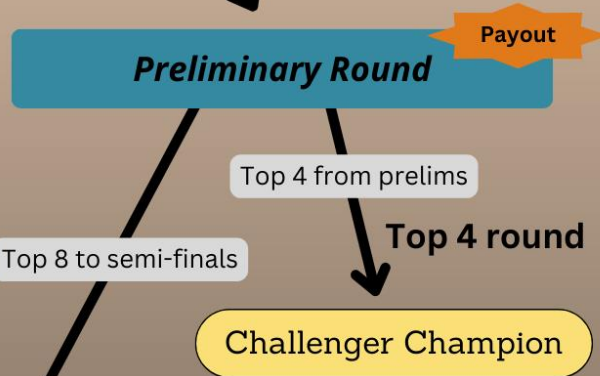 Payout
Preliminary Round
Top 4 from prelims
Top 4 round
Top 8 to semi-finals
Challenger Champion